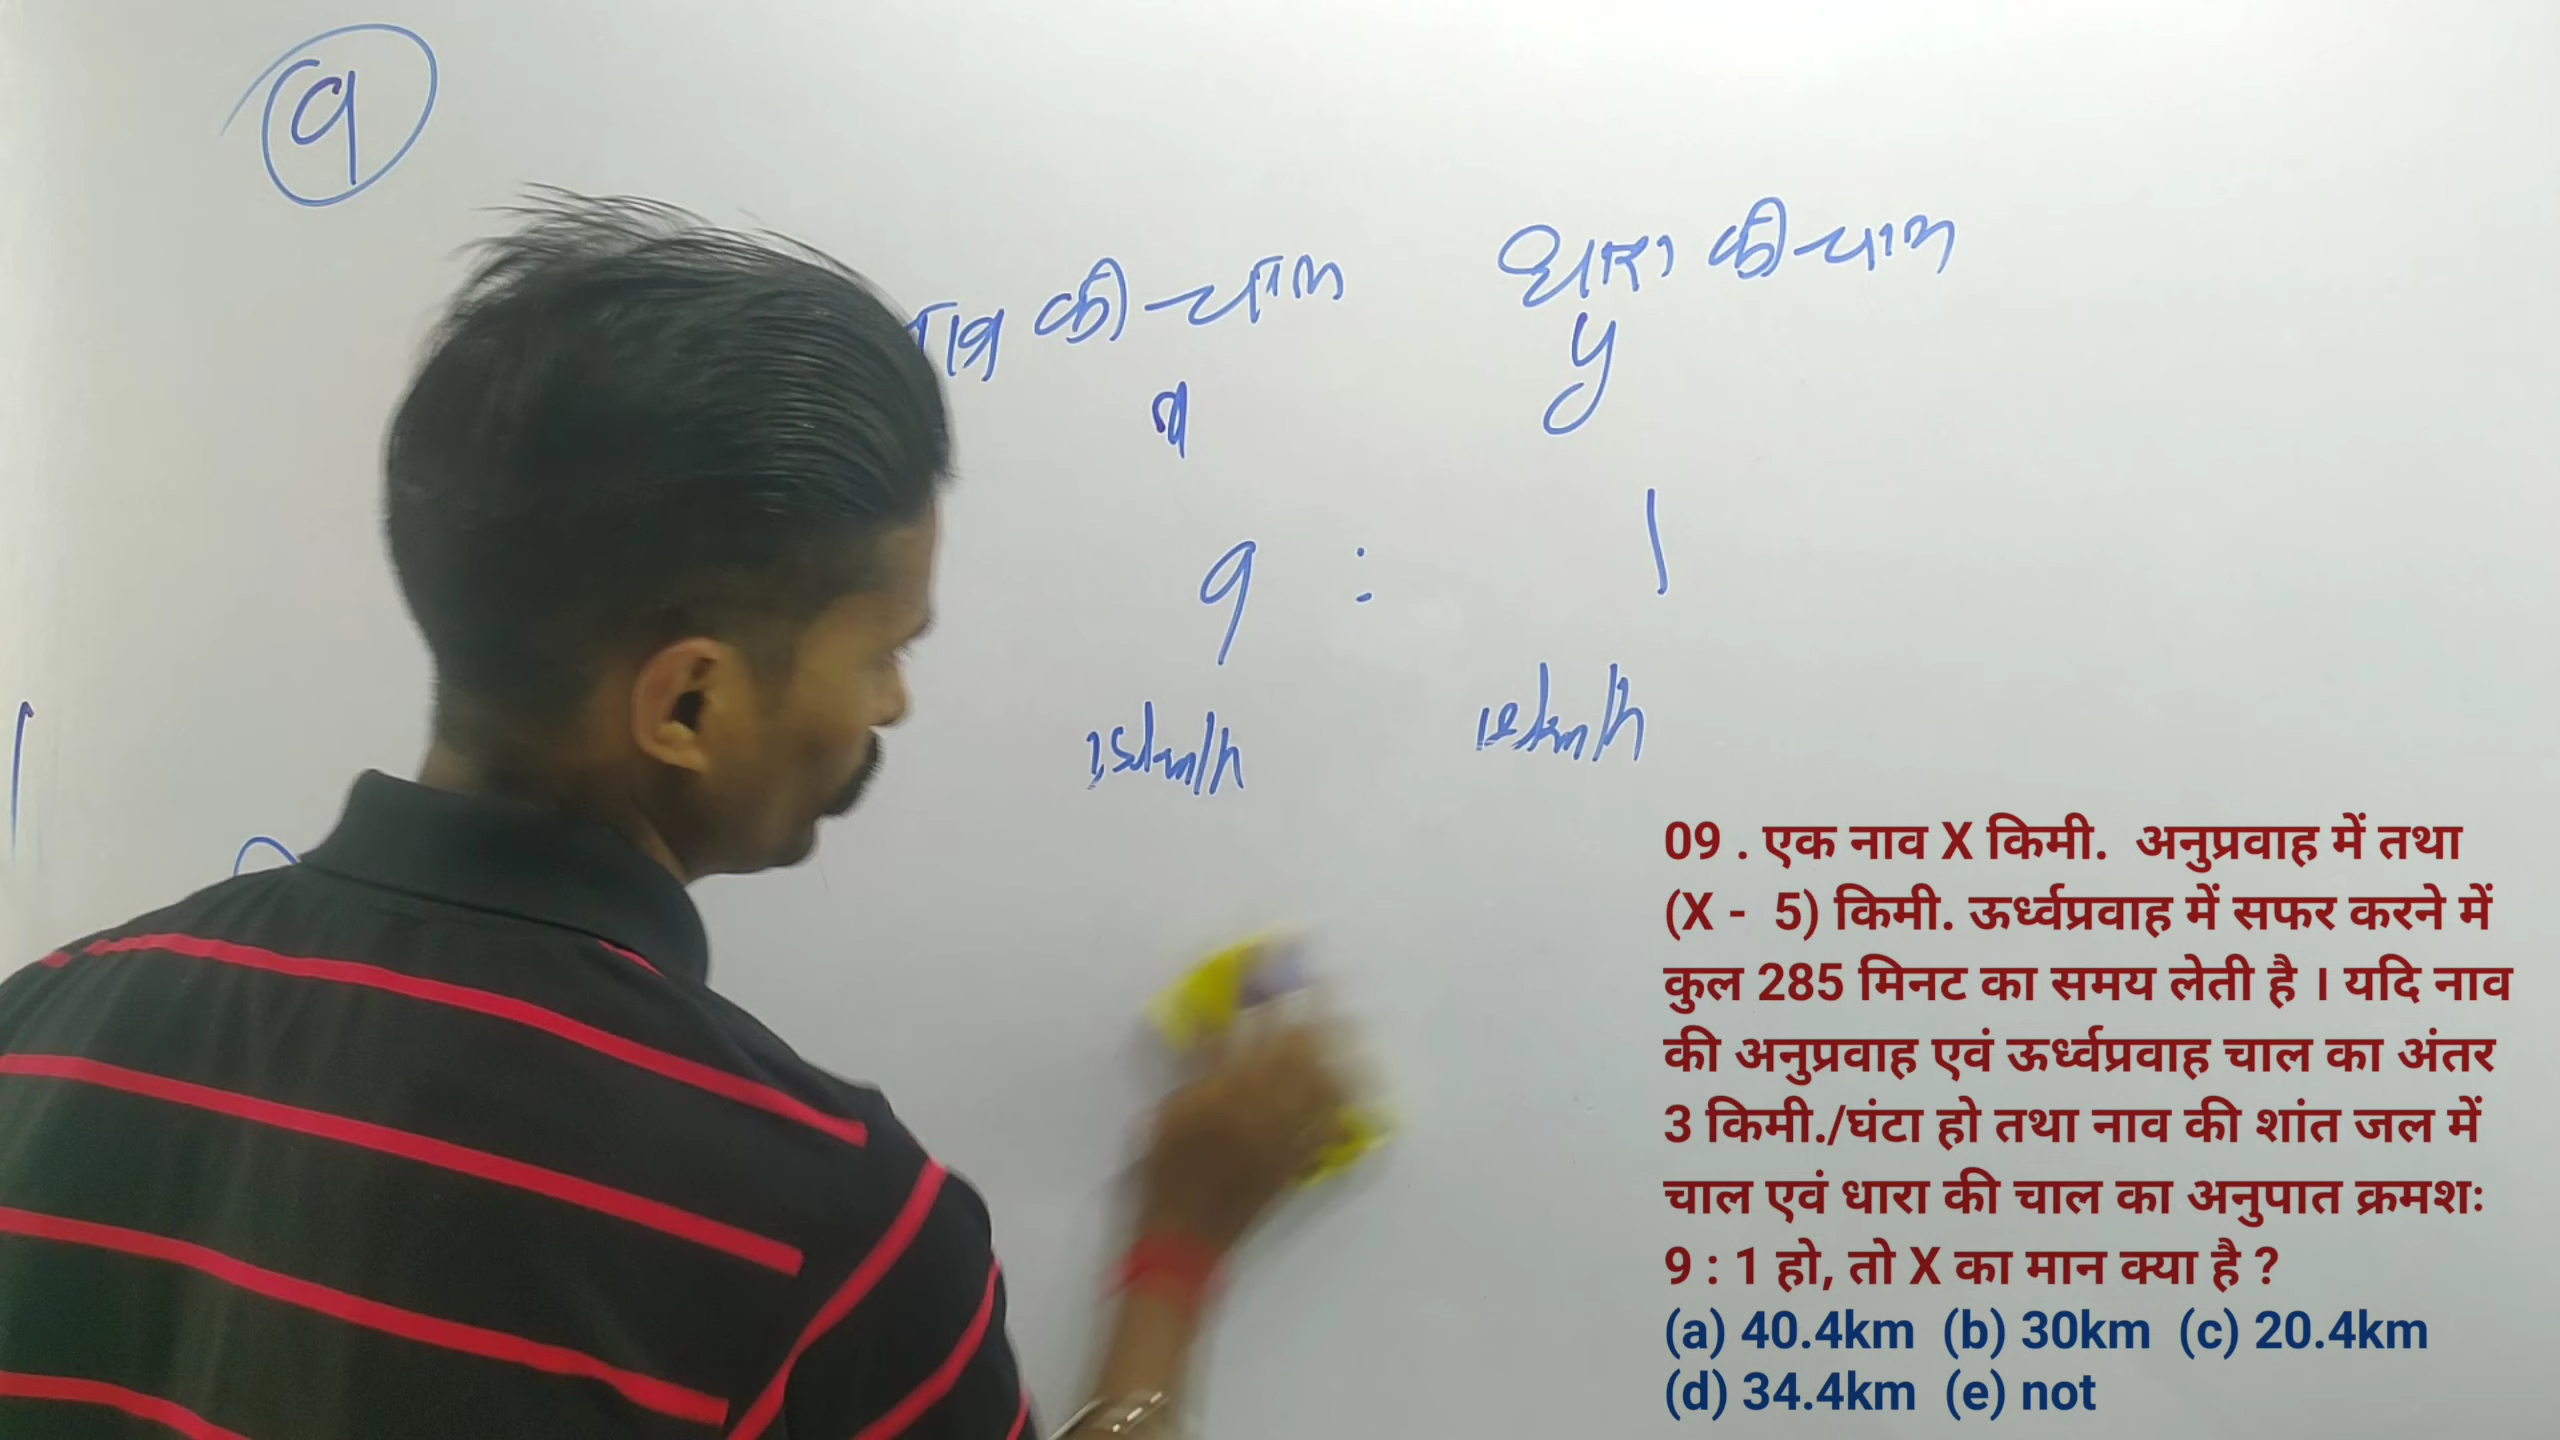 9
की चाल
धारा की चाल
y
9 : 1
km/h
km/h
09 . एक नाव X किमी. अनुप्रवाह में तथा
(X - 5) किमी. ऊर्ध्वप्रवाह में सफर करने में
कुल 285 मिनट का समय लेती है । यदि नाव
की अनुप्रवाह एवं ऊर्ध्वप्रवाह चाल का अंतर
3 किमी./घंटा हो तथा नाव की शांत जल में
चाल एवं धारा की चाल का अनुपात क्रमशः
9 : 1 हो, तो X का मान क्या है ?
(a) 40.4km (b) 30km (c) 20.4km
(d) 34.4km (e) not